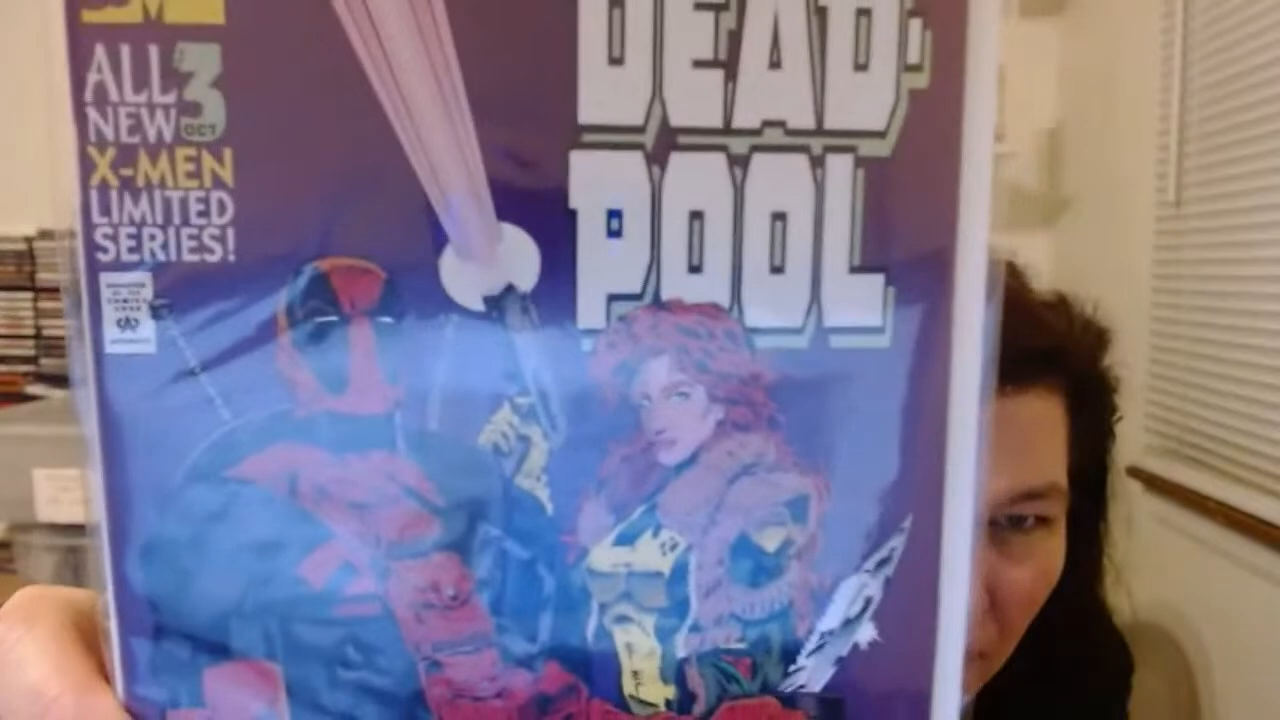 DEAD-
POOL
ALL
NEW
3
OCT
X-MEN
LIMITED
SERIES!